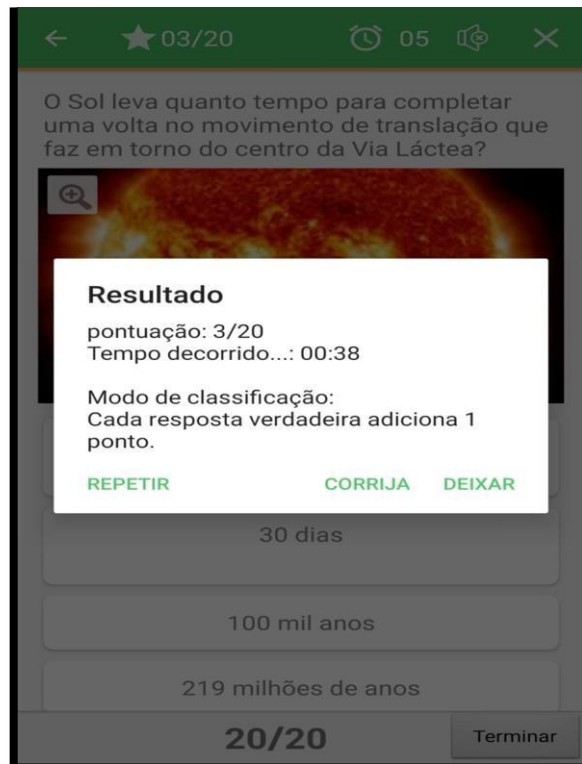 03/20 05
O Sol leva quanto tempo para completar
uma volta no movimento de translação que
faz em torno do centro da Via Láctea?
Resultado
pontuação: 3/20
Tempo decorrido...: 00:38
Modo de classificação:
Cada resposta verdadeira adiciona 1
ponto.
REPETIR CORRIJA DEIXAR
30 dias
100 mil anos
219 milhões de anos
20/20 Terminar